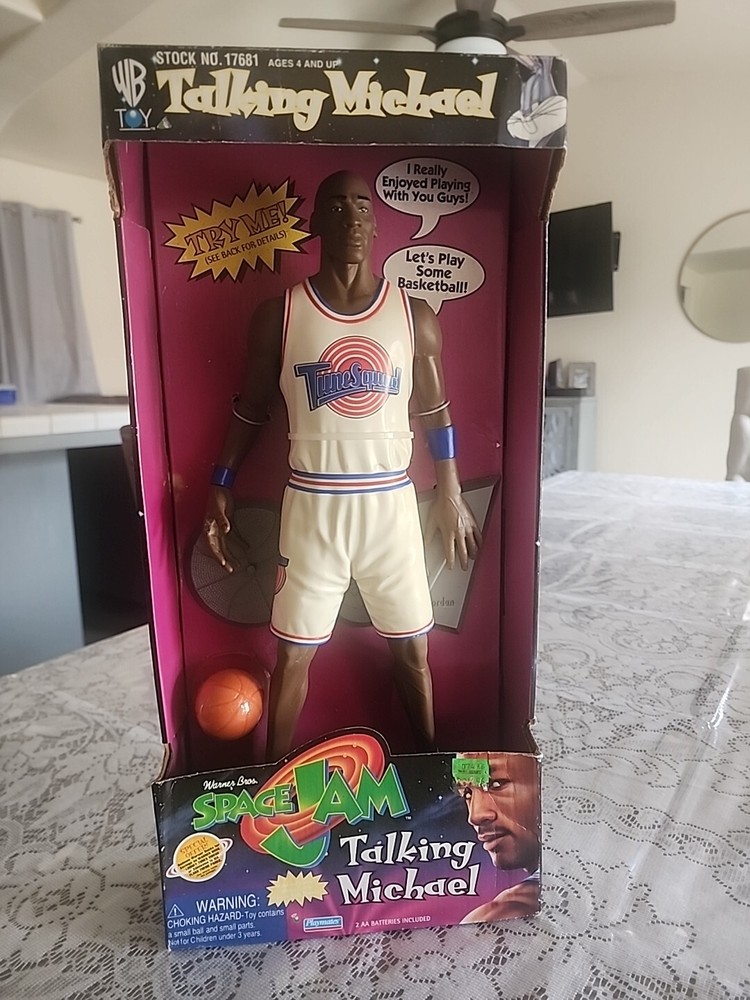 STOCK NO. 17681 AGES 4 AND UP
WB
TOY
Talking Michael
I Really
Enjoyed Playing
With You Guys!
TRY ME!
(SEE BACK FOR DETAILS)
Let's Play
Some
Basketball!
TuneSquad
rdan
Warner Bros.
SPACE JAM
Talking
Michael
SPECIAL
WARNING:
CHOKING HAZARD-Toy contains
a small ball and small parts.
Not for Children under 3 years.
Playmates
2 AA BATTERIES INCLUDED